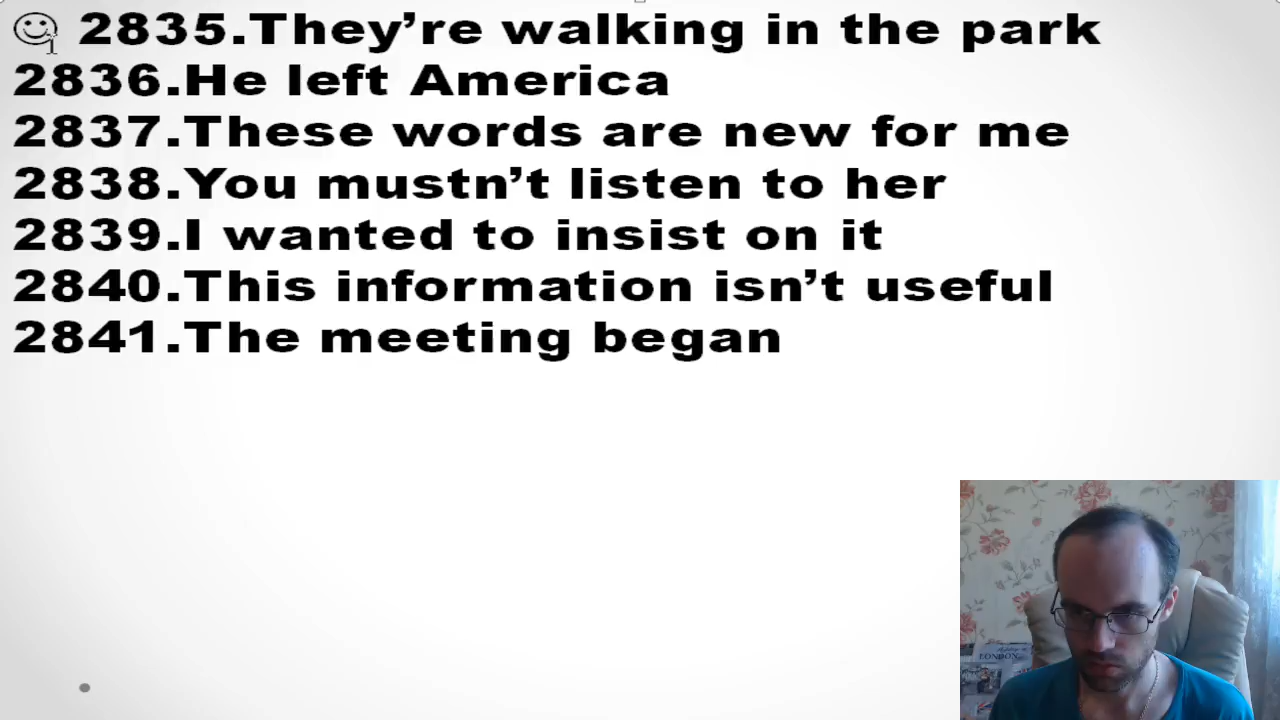 ☺ 2835.They’re walking in the park
2836.He left America
2837.These words are new for me
2838.You mustn’t listen to her
2839.I wanted to insist on it
2840.This information isn’t useful
2841.The meeting began
LONDON